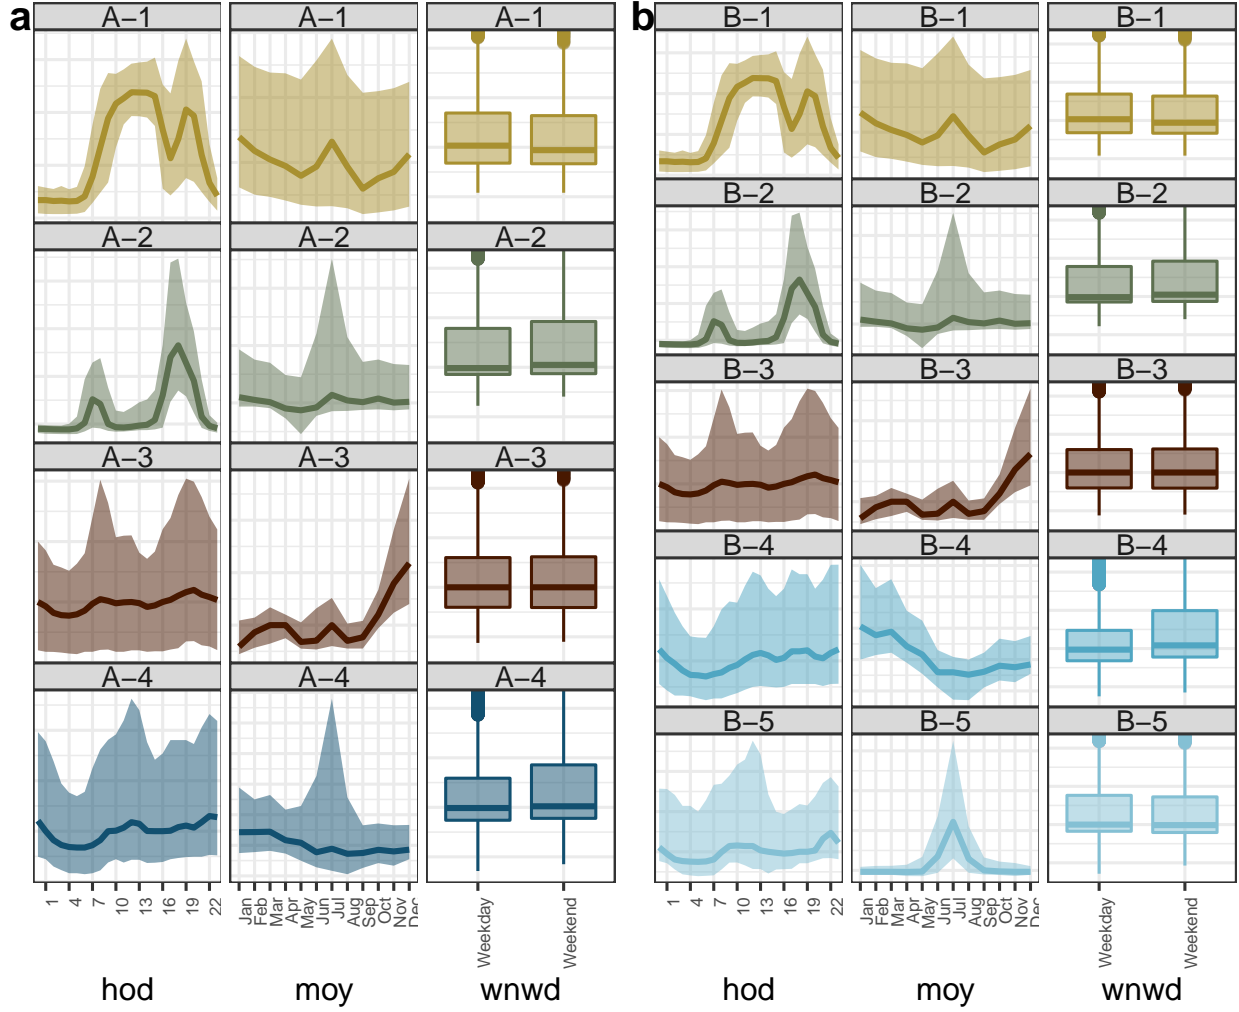 a
A−1 A−1 A−1
A−2 A−2 A−2
A−3 A−3 A−3
A−4 A−4 A−4
1 4 7 10 13 16 19 22
Jan Feb Mar Apr May Jun Jul Aug Sep Oct Nov Dec
Weekday Weekend
hod moy wnwd
b
B−1 B−1 B−1
B−2 B−2 B−2
B−3 B−3 B−3
B−4 B−4 B−4
B−5 B−5 B−5
1 4 7 10 13 16 19 22
Jan Feb Mar Apr May Jun Jul Aug Sep Oct Nov Dec
Weekday Weekend
hod moy wnwd